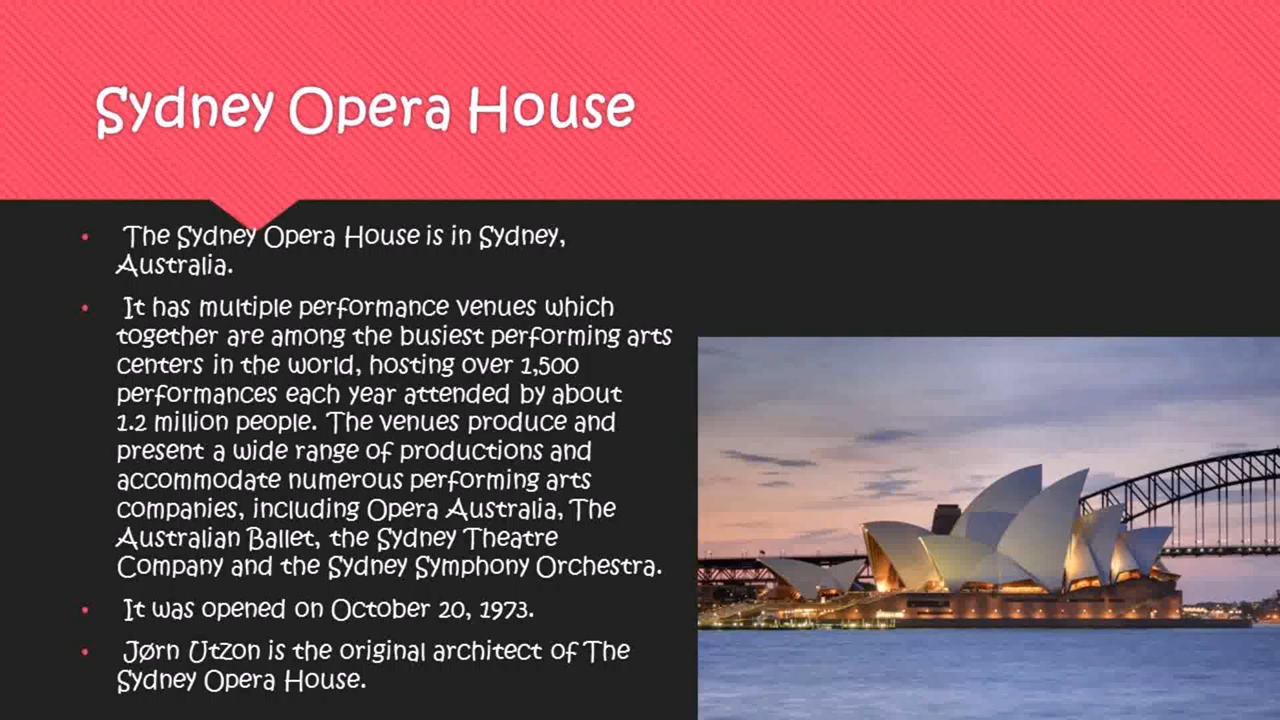 Sydney Opera House
• The Sydney Opera House is in Sydney,
Australia.
• It has multiple performance venues which
together are among the busiest performing arts
centers in the world, hosting over 1,500
performances each year attended by about
1.2 million people. The venues produce and
present a wide range of productions and
accommodate numerous performing arts
companies, including Opera Australia, The
Australian Ballet, the Sydney Theatre
Company and the Sydney Symphony Orchestra.
• It was opened on October 20, 1973.
• Jørn Utzon is the original architect of The
Sydney Opera House.